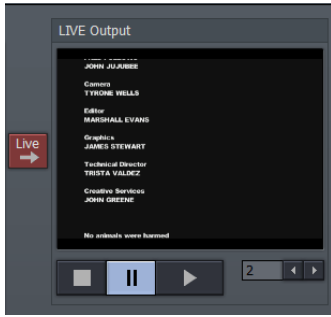 LIVE Output
JOHN JUJUBEE
Camera
TYRONE WELLS
Editor
MARSHALL EVANS
Graphics
JAMES STEWART
Technical Director
TRISTA VALDEZ
Creative Services
JOHN GREENE
No animals were harmed
Live
2